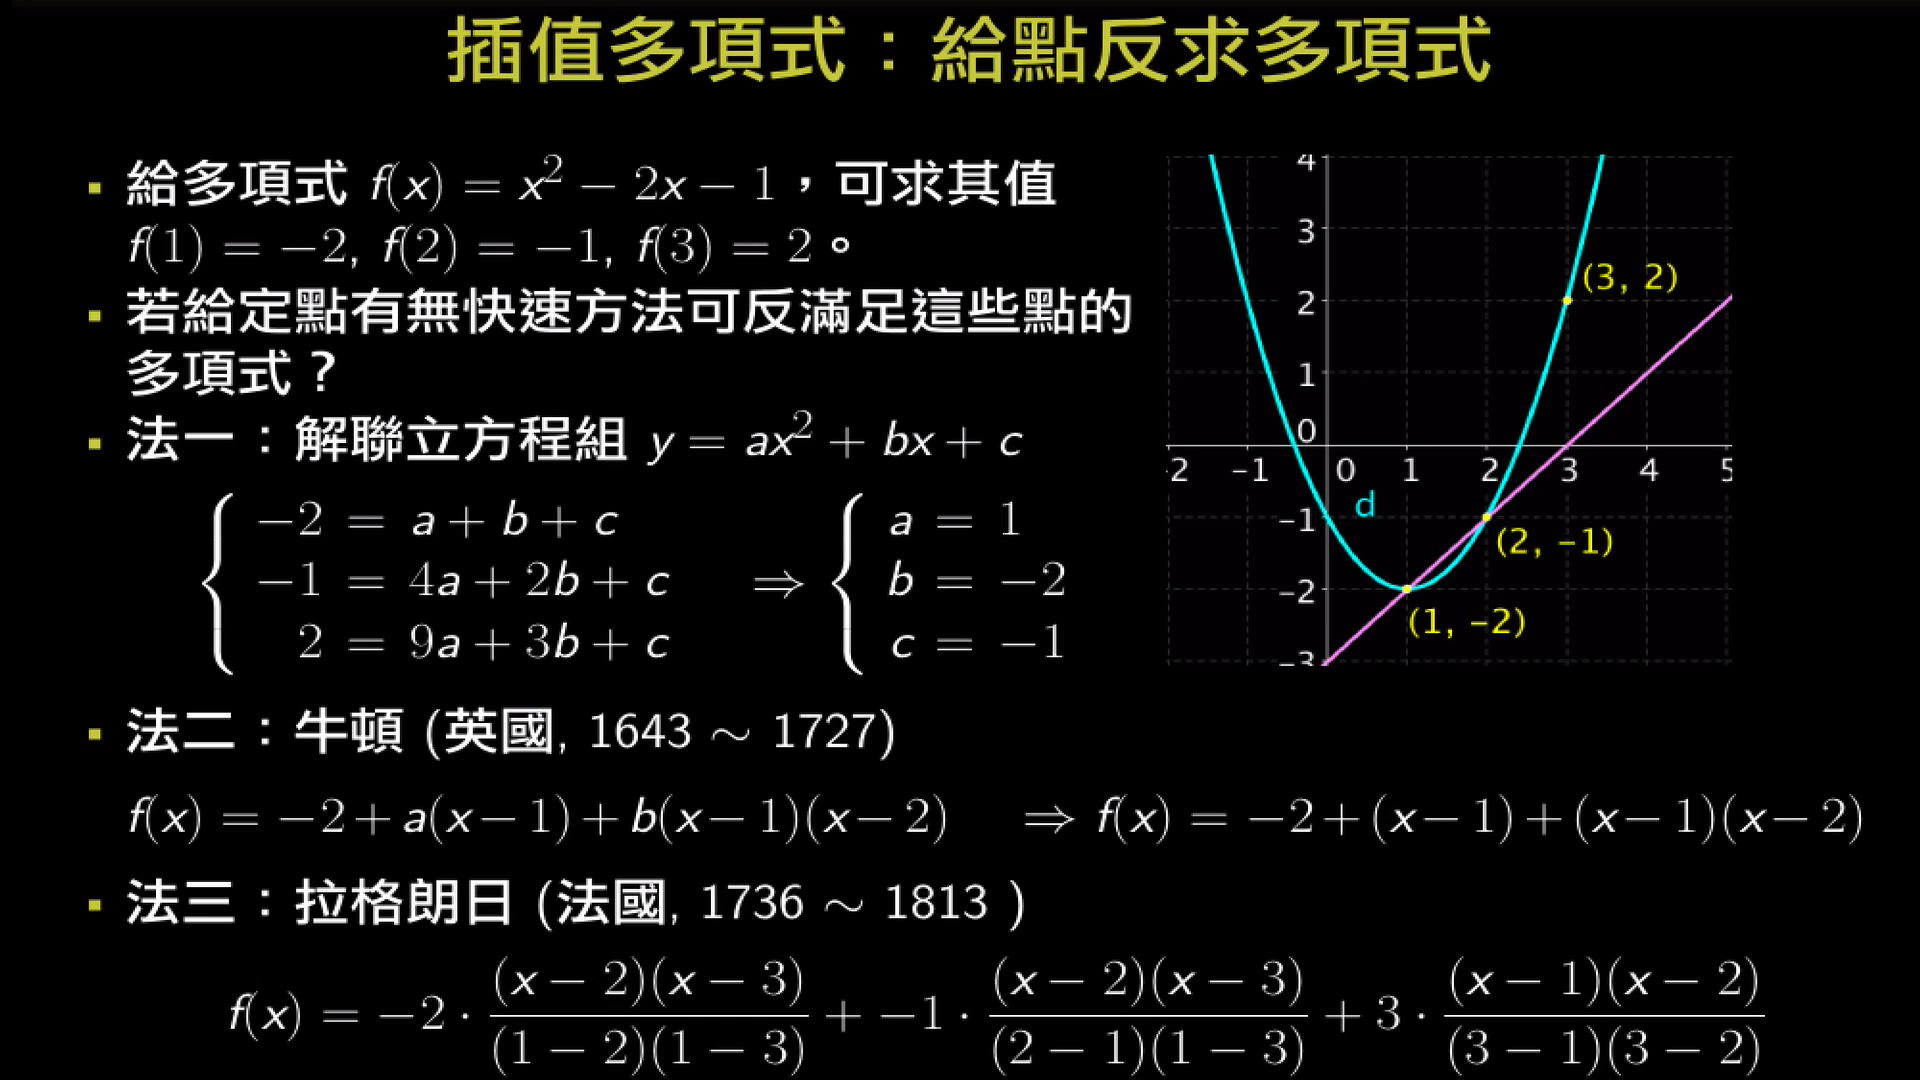 插值多項式：給點反求多項式
給多項式 f(x) = x² − 2x − 1，可求其值
f(1) = −2, f(2) = −1, f(3) = 2。
若給定點有無快速方法可反滿足這些點的
多項式？
法一：解聯立方程組 y = ax² + bx + c
{ −2 = a + b + c
−1 = 4a + 2b + c
2 = 9a + 3b + c
⇒ { a = 1
b = −2
c = −1
法二：牛頓 (英國, 1643 ∼ 1727)
f(x) = −2 + a(x − 1) + b(x − 1)(x − 2) ⇒ f(x) = −2 + (x − 1) + (x − 1)(x − 2)
法三：拉格朗日 (法國, 1736 ∼ 1813 )
f(x) = −2 · (x − 2)(x − 3)/(1 − 2)(1 − 3) + −1 · (x − 2)(x − 3)/(2 − 1)(1 − 3) + 3 · (x − 1)(x − 2)/(3 − 1)(3 − 2)
4
3
2
1
0
-2 −1 0 1 2 3 4 5
−1
−2
−3
d
(3, 2)
(2, −1)
(1, −2)